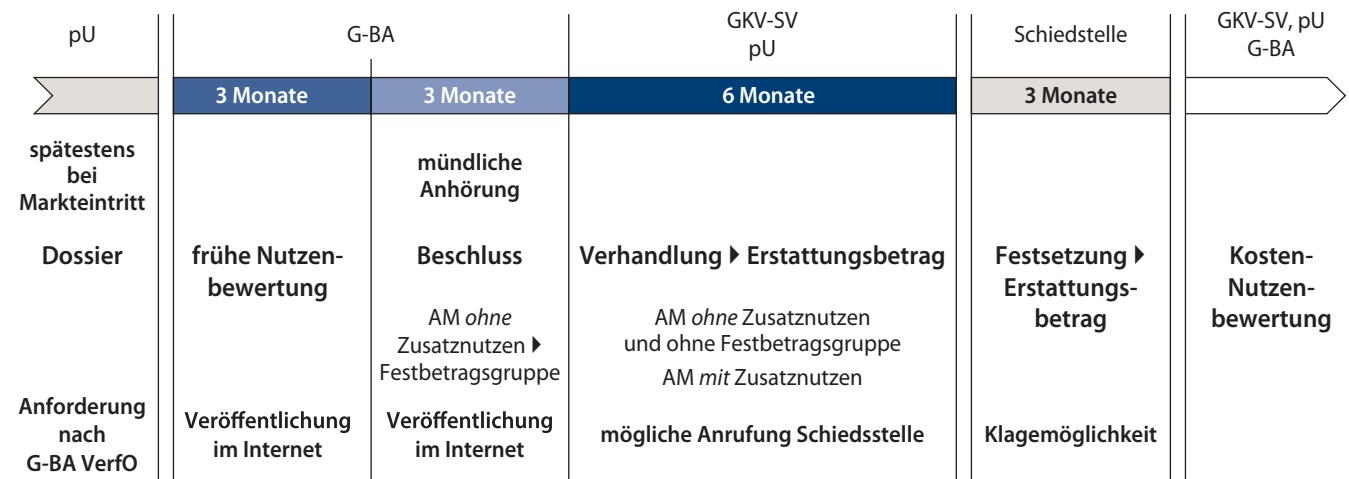 pU
G-BA
GKV-SV
pU
Schiedstelle
GKV-SV, pU
G-BA
3 Monate
3 Monate
6 Monate
3 Monate
spätestens
bei
Markteintritt
mündliche
Anhörung
Dossier
frühe Nutzen-
bewertung
Beschluss
Verhandlung ▶ Erstattungsbetrag
Festsetzung ▶
Erstattungs-
betrag
Kosten-
Nutzen-
bewertung
AM ohne
Zusatznutzen ▶
Festbetragsgruppe
AM ohne Zusatznutzen
und ohne Festbetragsgruppe
AM mit Zusatznutzen
Anforderung
nach
G-BA VerfO
Veröffentlichung
im Internet
Veröffentlichung
im Internet
mögliche Anrufung Schiedsstelle
Klagemöglichkeit